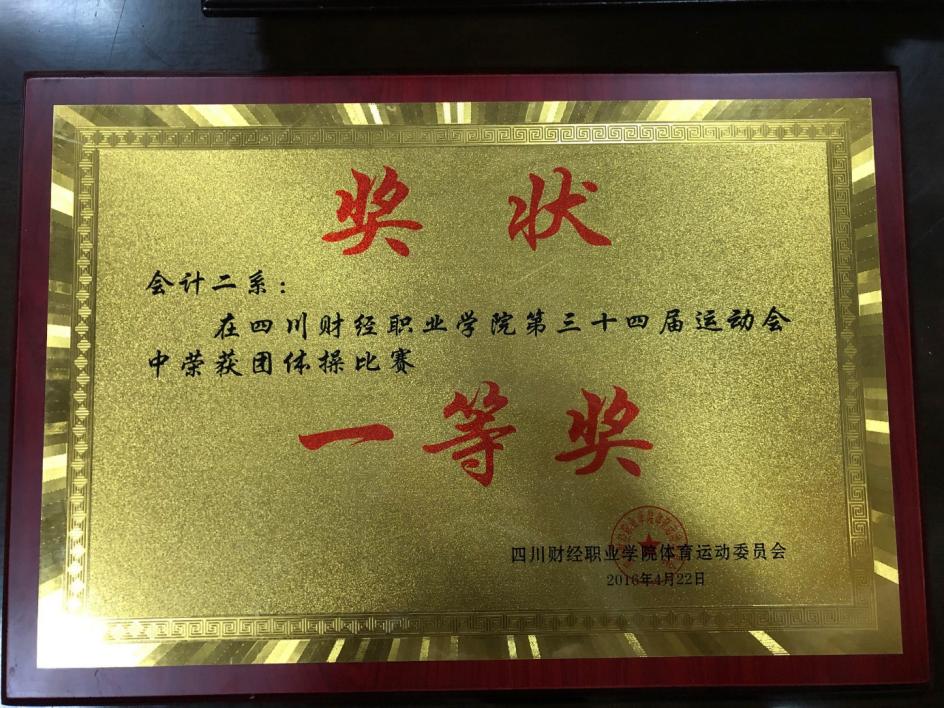 奖状
会计二系：
在四川财经职业学院第三十四届运动会
中荣获团体操比赛
一等奖
四川财经职业学院体育运动委员会
2016年4月22日